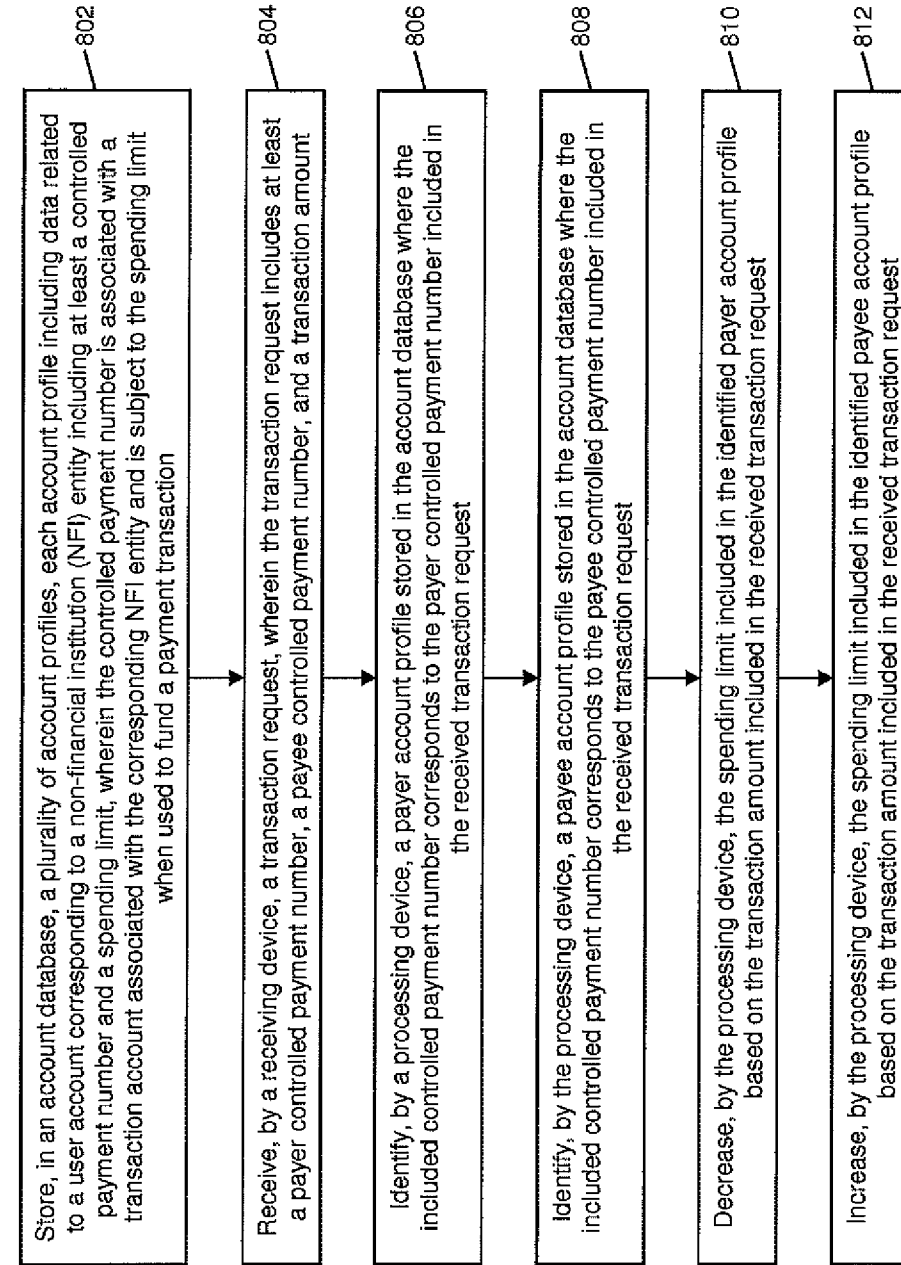 Store, in an account database, a plurality of account profiles, each account profile including data related
to a user account corresponding to a non-financial institution (NFI) entity including at least a controlled
payment number and a spending limit, wherein the controlled payment number is associated with a
transaction account associated with the corresponding NFI entity and is subject to the spending limit
when used to fund a payment transaction
802
Receive, by a receiving device, a transaction request, wherein the transaction request includes at least
a payer controlled payment number, a payee controlled payment number, and a transaction amount
804
Identify, by a processing device, a payer account profile stored in the account database where the
included controlled payment number corresponds to the payer controlled payment number included in
the received transaction request
806
Identify, by the processing device, a payee account profile stored in the account database where the
included controlled payment number corresponds to the payee controlled payment number included in
the received transaction request
808
Decrease, by the processing device, the spending limit included in the identified payer account profile
based on the transaction amount included in the received transaction request
810
Increase, by the processing device, the spending limit included in the identified payee account profile
based on the transaction amount included in the received transaction request
812